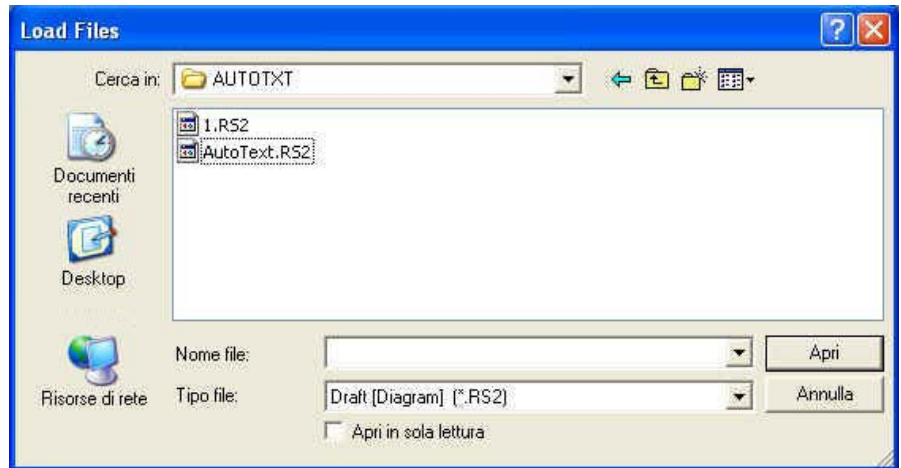 Load Files
Cerca in: AUTOTXT
1.RS2
AutoText.RS2
Documenti
recenti
Desktop
Risorse di rete
Nome file:
Apri
Tipo file: Draft [Diagram] (*.RS2)
Annulla
Apri in sola lettura